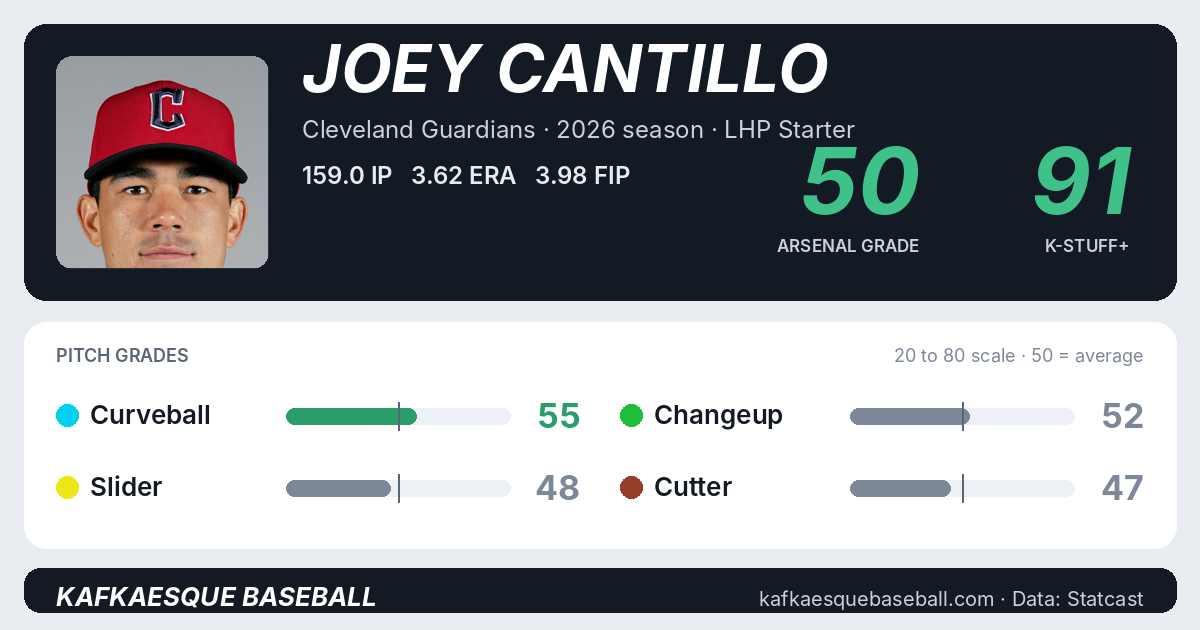 C
JOEY CANTILLO
Cleveland Guardians · 2026 season · LHP Starter
159.0 IP 3.62 ERA 3.98 FIP
50 91
ARSENAL GRADE K-STUFF+
PITCH GRADES 20 to 80 scale · 50 = average
Curveball 55 Changeup 52
Slider 48 Cutter 47
KAFKAESQUE BASEBALL kafkaesquebaseball.com · Data: Statcast